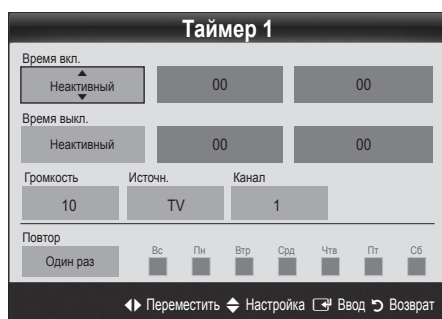 Таймер 1
Время вкл.
Неактивный 00 00
Время выкл.
Неактивный 00 00
Громкость Источн. Канал
10 TV 1
Повтор
Один раз Вс Пн Втр Срд Чтв Пт Сб
Переместить Настройка Ввод Возврат